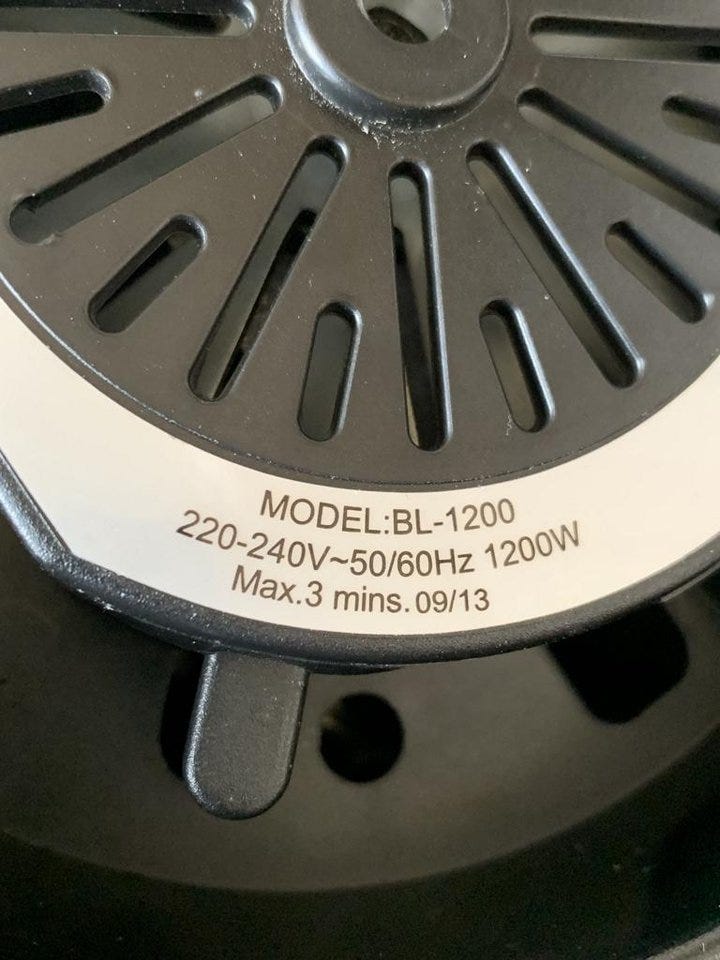 MODEL:BL-1200
220-240V~50/60Hz 1200W
Max.3 mins. 09/13